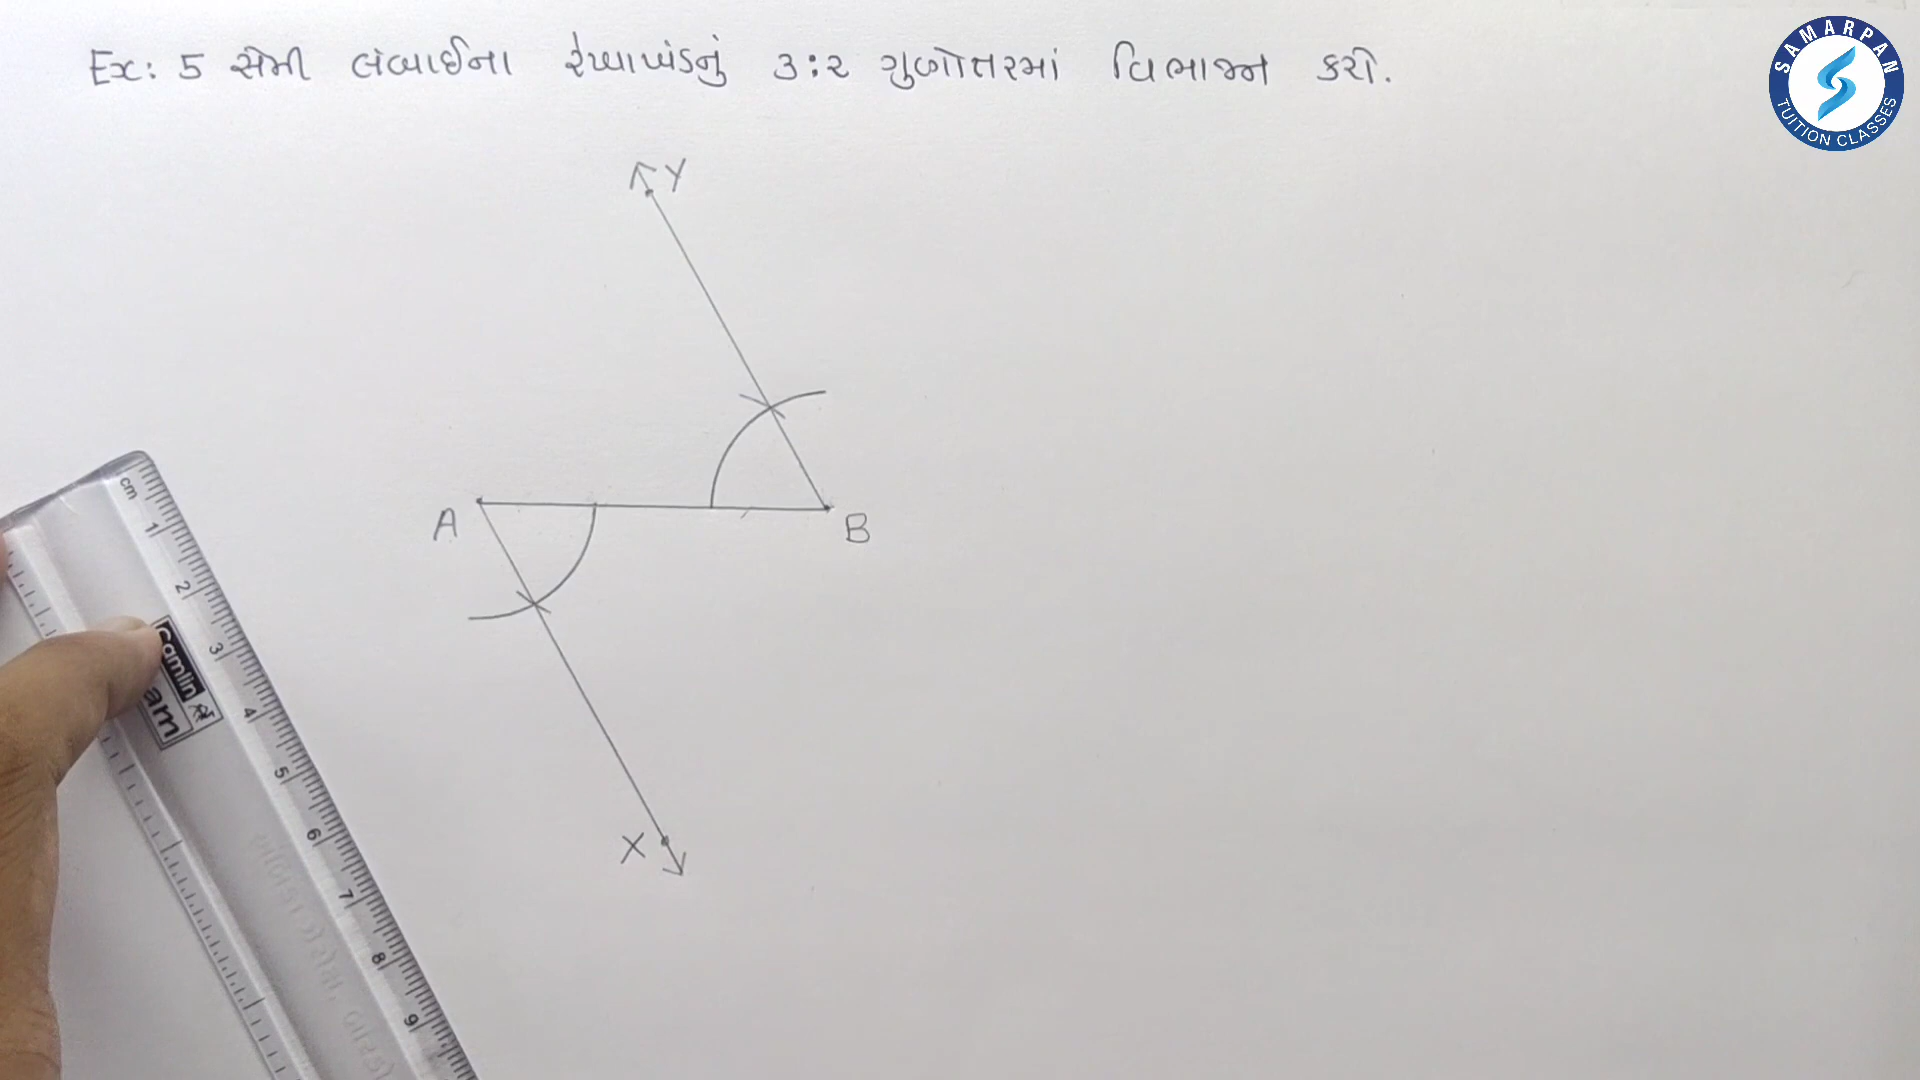 Ex: 5 સેમી લંબાઈના રેખાખંડનું 3:2 ગુણોત્તરમાં વિભાજન કરો.
SAMARPAN
TUITION CLASSES
Y
A
B
X
cm
1
2
3
4
5
6
7
8
9
Camlin
am